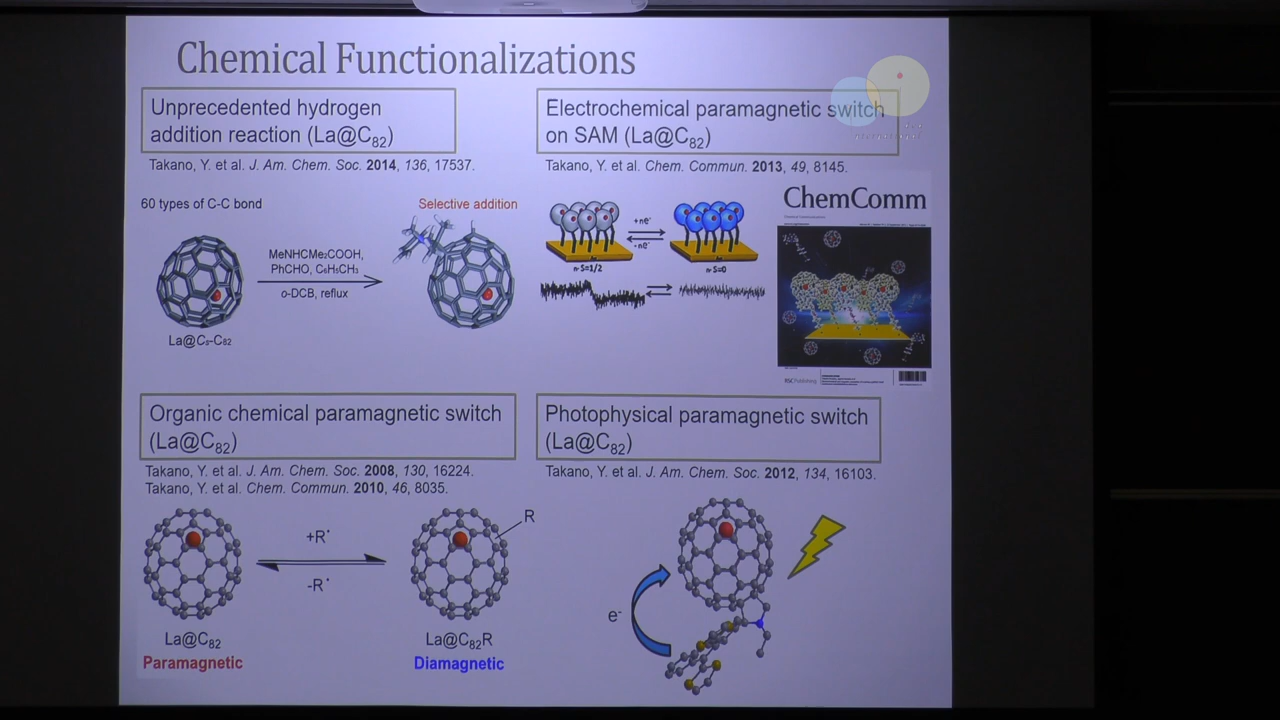 Chemical Functionalizations
Unprecedented hydrogen
addition reaction (La@C82)
Takano, Y. et al. J. Am. Chem. Soc. 2014, 136, 17537.
60 types of C-C bond
Selective addition
MeNHCMe2COOH,
PhCHO, C6H5CH3
o-DCB, reflux
La@Cs-C82
Electrochemical paramagnetic switch
on SAM (La@C82)
Takano, Y. et al. Chem. Commun. 2013, 49, 8145.
+ne-
-ne-
n·S=1/2
n·S=0
ChemComm
Organic chemical paramagnetic switch
(La@C82)
Takano, Y. et al. J. Am. Chem. Soc. 2008, 130, 16224.
Takano, Y. et al. Chem. Commun. 2010, 46, 8035.
+R•
-R•
R
La@C82
Paramagnetic
La@C82R
Diamagnetic
Photophysical paramagnetic switch
(La@C82)
Takano, Y. et al. J. Am. Chem. Soc. 2012, 134, 16103.
e-